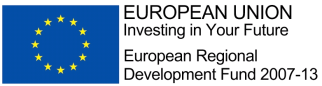 EUROPEAN UNION
Investing in Your Future
European Regional
Development Fund 2007-13